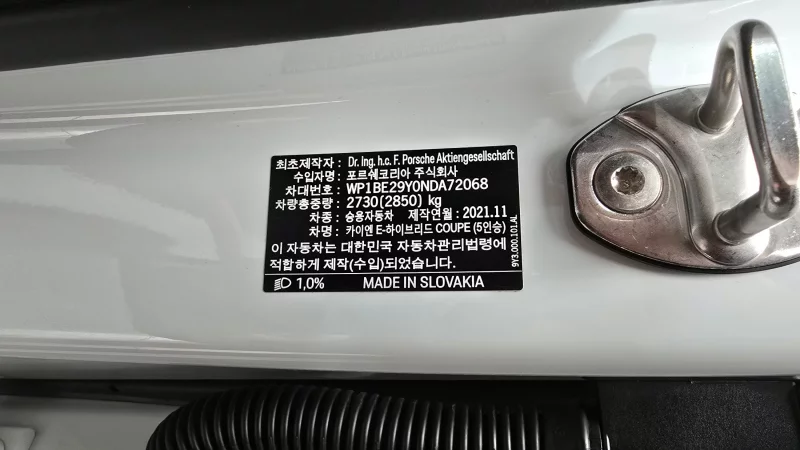 최초제작자 : Dr. Ing. h.c. F. Porsche Aktiengesellschaft
수입자명 : 포르쉐코리아 주식회사
차대번호 : WP1BE29Y0NDA72068
차량총중량 : 2730(2850) kg
차종 : 승용자동차 제작연월 : 2021.11
차명 : 카이엔 E-하이브리드 COUPE (5인승)
이 자동차는 대한민국 자동차관리법령에
적합하게 제작(수입)되었습니다.
1,0% MADE IN SLOVAKIA
9Y3.000.101.AL